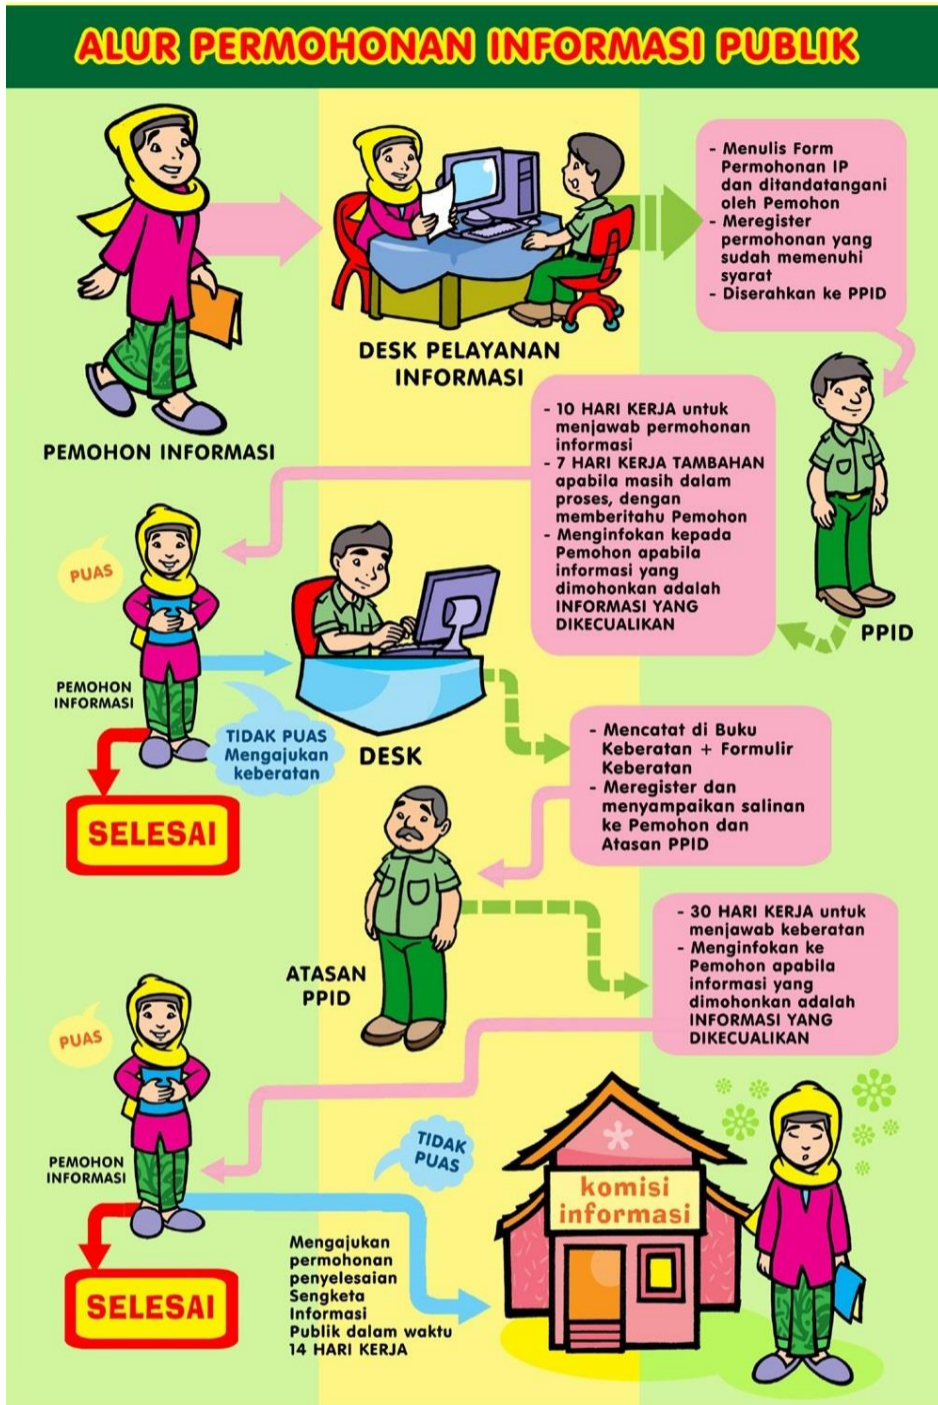 ALUR PERMOHONAN INFORMASI PUBLIK
PEMOHON INFORMASI
DESK PELAYANAN
INFORMASI
- Menulis Form
Permohonan IP
dan ditandatangani
oleh Pemohon
- Meregister
permohonan yang
sudah memenuhi
syarat
- Diserahkan ke PPID
PPID
- 10 HARI KERJA untuk
menjawab permohonan
informasi
- 7 HARI KERJA TAMBAHAN
apabila masih dalam
proses, dengan
memberitahu Pemohon
- Menginfokan kepada
Pemohon apabila
informasi yang
dimohonkan adalah
INFORMASI YANG
DIKECUALIKAN
PUAS
PEMOHON
INFORMASI
SELESAI
TIDAK PUAS
Mengajukan
keberatan
DESK
- Mencatat di Buku
Keberatan + Formulir
Keberatan
- Meregister dan
menyampaikan salinan
ke Pemohon dan
Atasan PPID
ATASAN
PPID
- 30 HARI KERJA untuk
menjawab keberatan
- Menginfokan ke
Pemohon apabila
informasi yang
dimohonkan adalah
INFORMASI YANG
DIKECUALIKAN
PUAS
PEMOHON
INFORMASI
SELESAI
TIDAK
PUAS
Mengajukan
permohonan
penyelesaian
Sengketa
Informasi
Publik dalam waktu
14 HARI KERJA
komisi
informasi